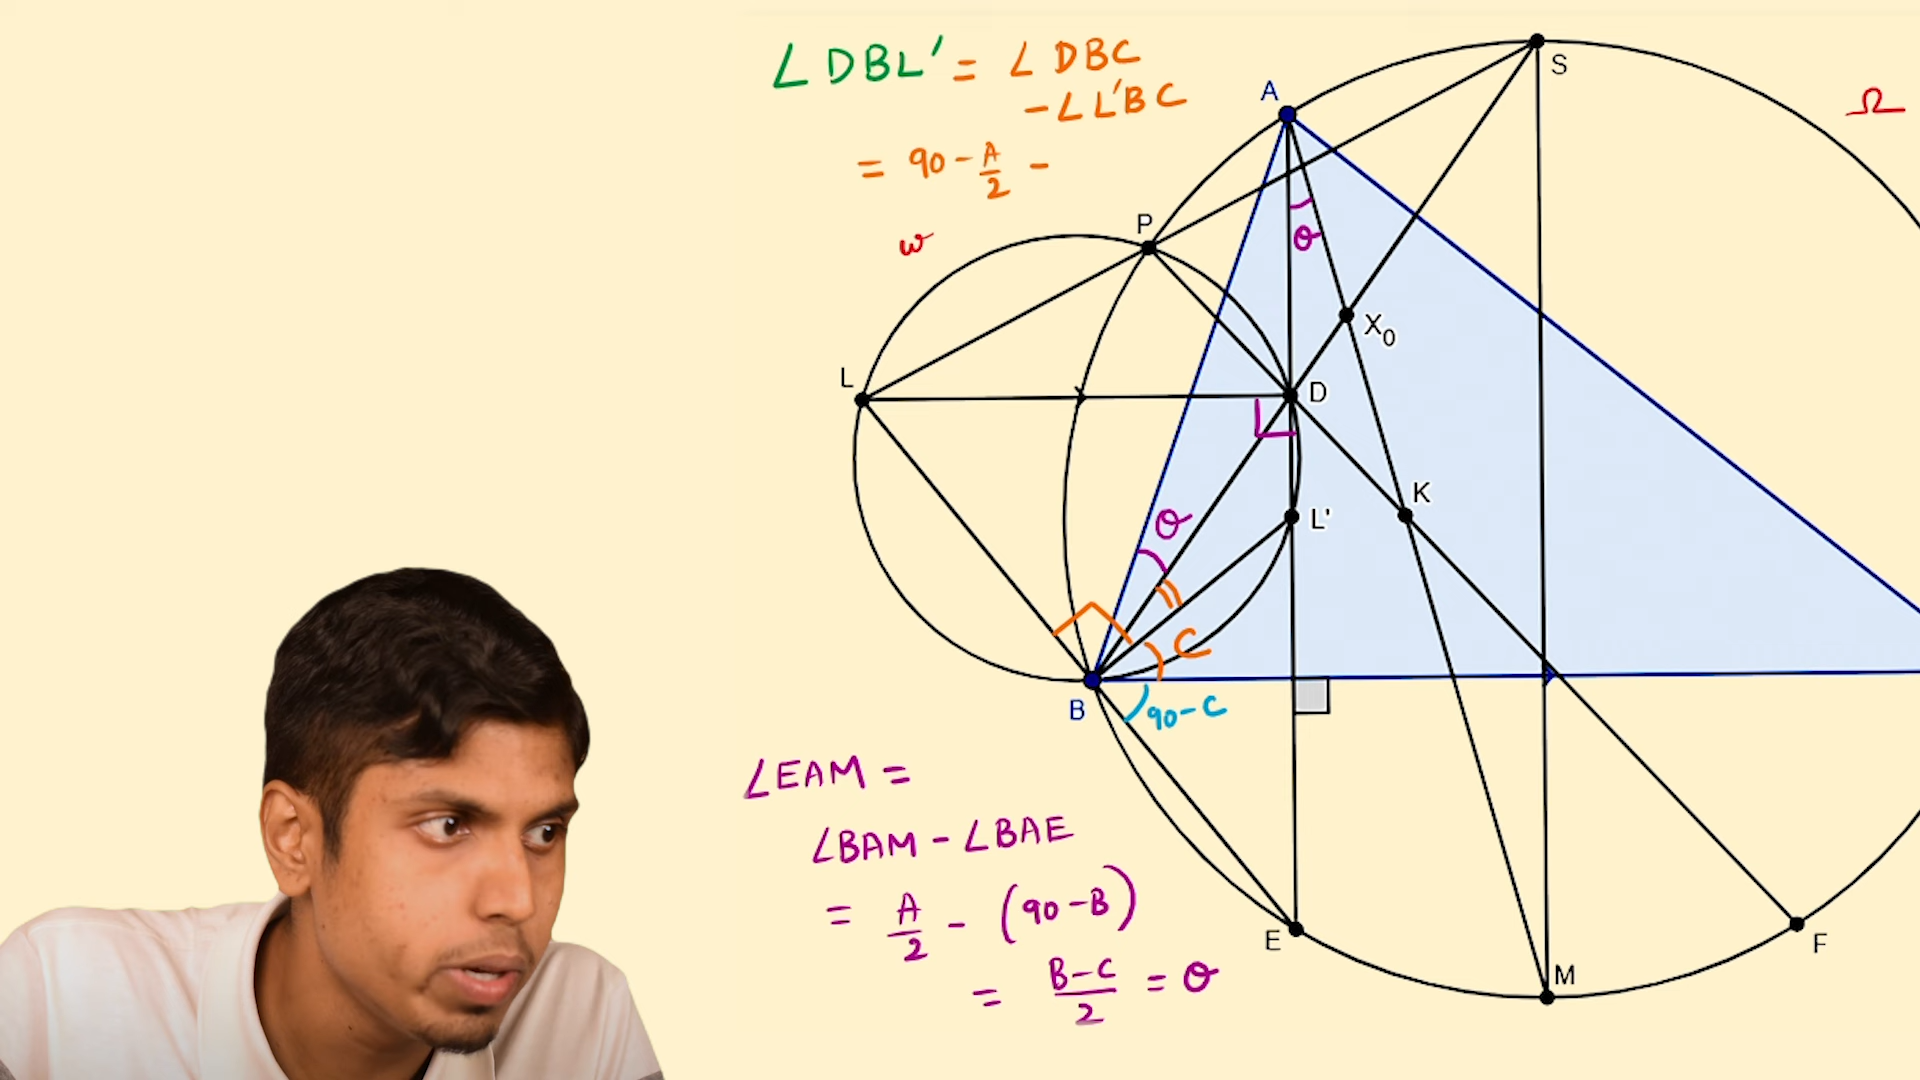 ∠DBL' = ∠DBC
-∠L'BC
= 90 - A/2 -
ω
Ω
S
A
P
θ
X₀
L
D
K
L'
θ
C
B
90-C
∠EAM =
∠BAM - ∠BAE
= A/2 - (90-B)
= B-C/2 = θ
E
F
M